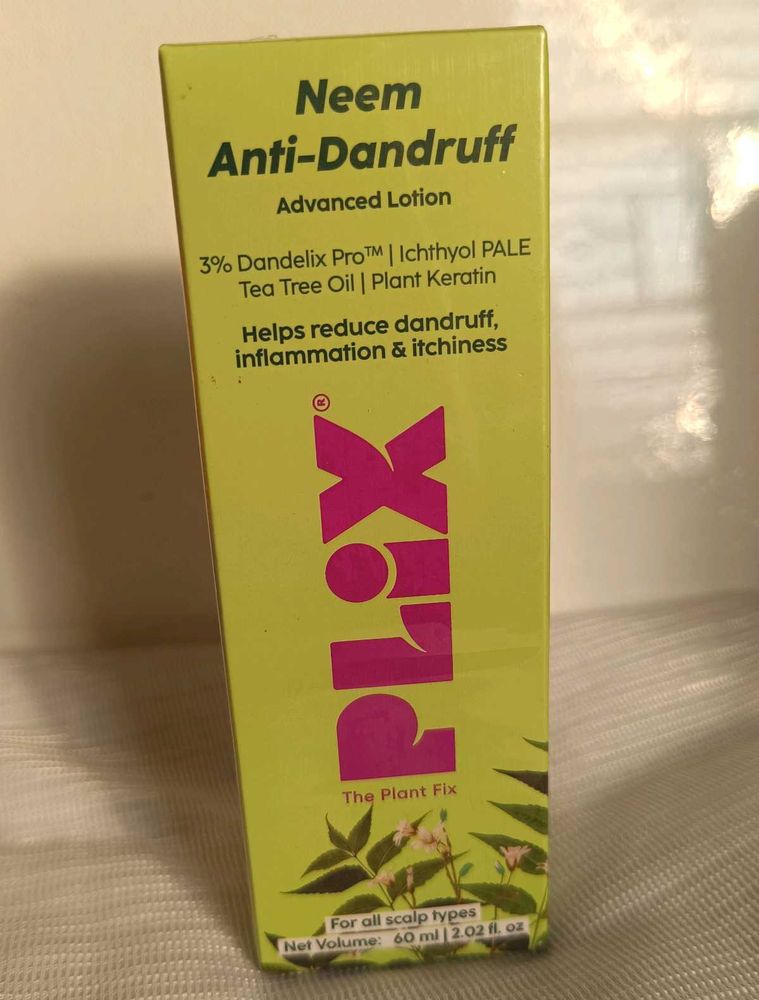 Neem
Anti-Dandruff
Advanced Lotion
3% Dandelix Pro™ | Ichthyol PALE
Tea Tree Oil | Plant Keratin
Helps reduce dandruff,
inflammation & itchiness
PLiX®
The Plant Fix
For all scalp types
Net Volume: 60 ml | 2.02 fl. oz